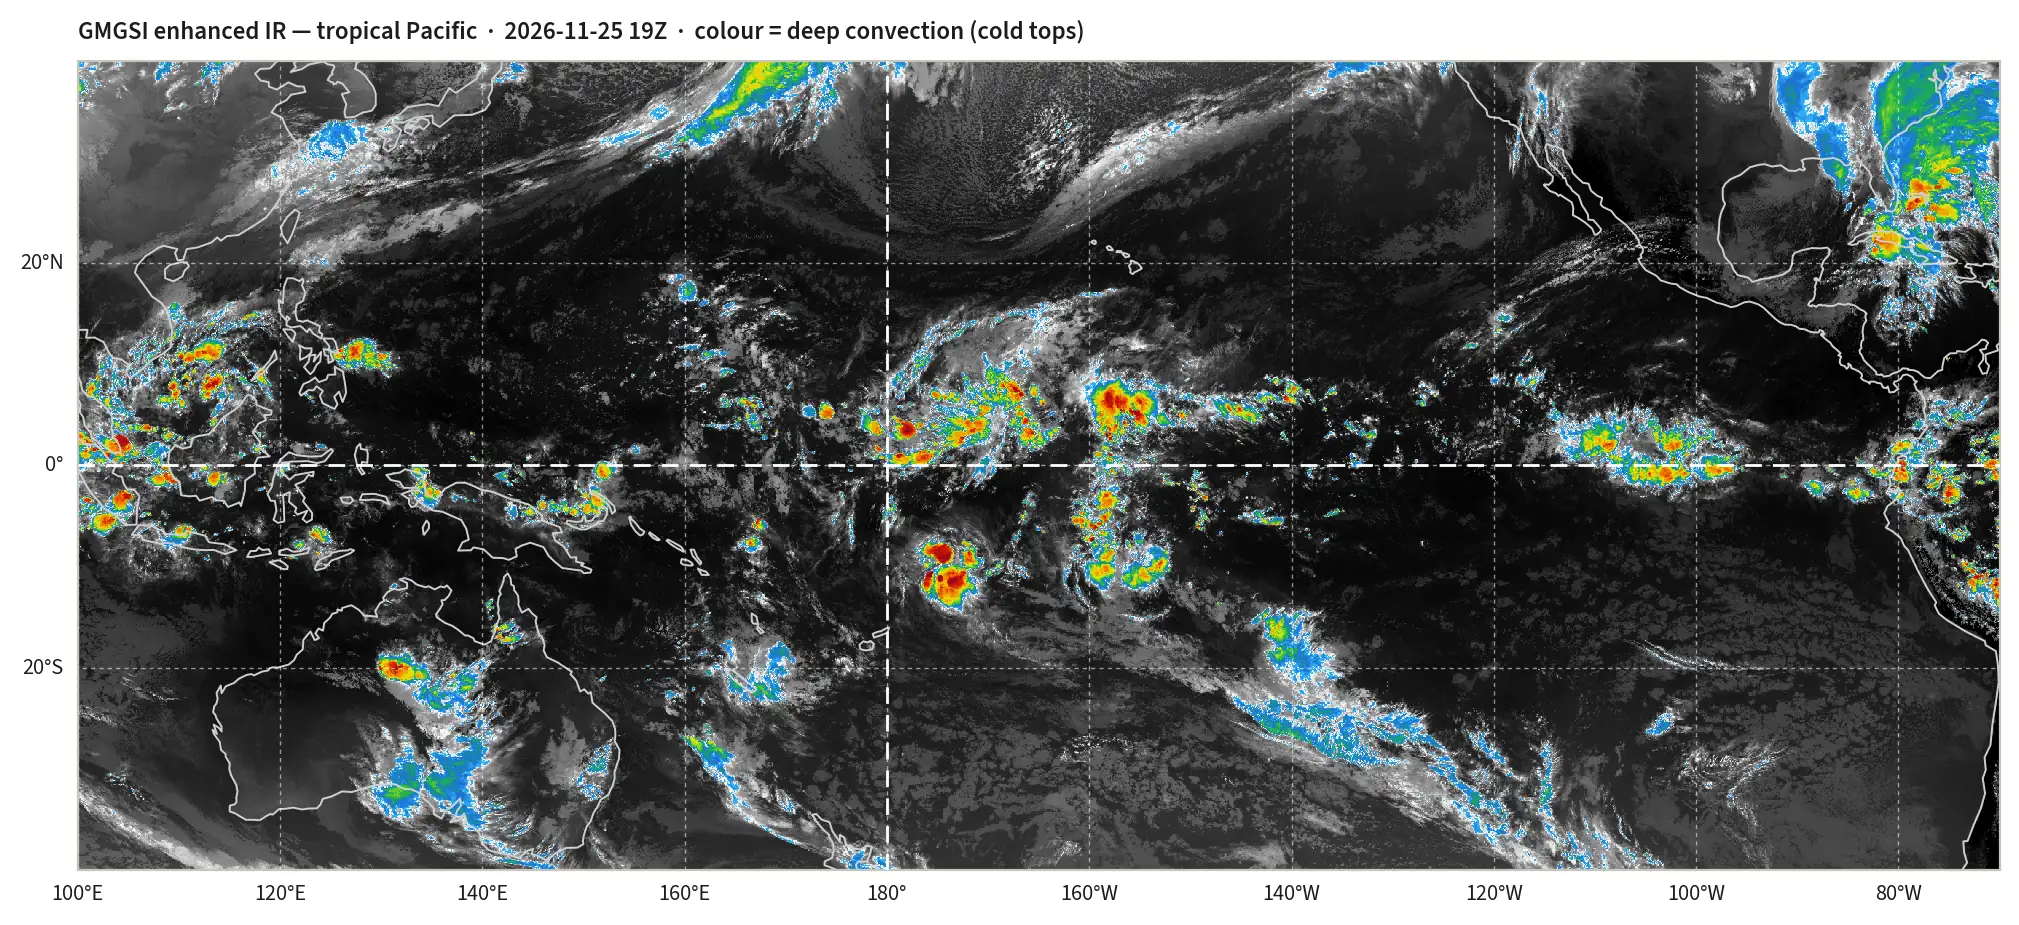 GMGSI enhanced IR — tropical Pacific · 2026-11-25 19Z · colour = deep convection (cold tops)
20°N
0°
20°S
100°E 120°E 140°E 160°E 180° 160°W 140°W 120°W 100°W 80°W